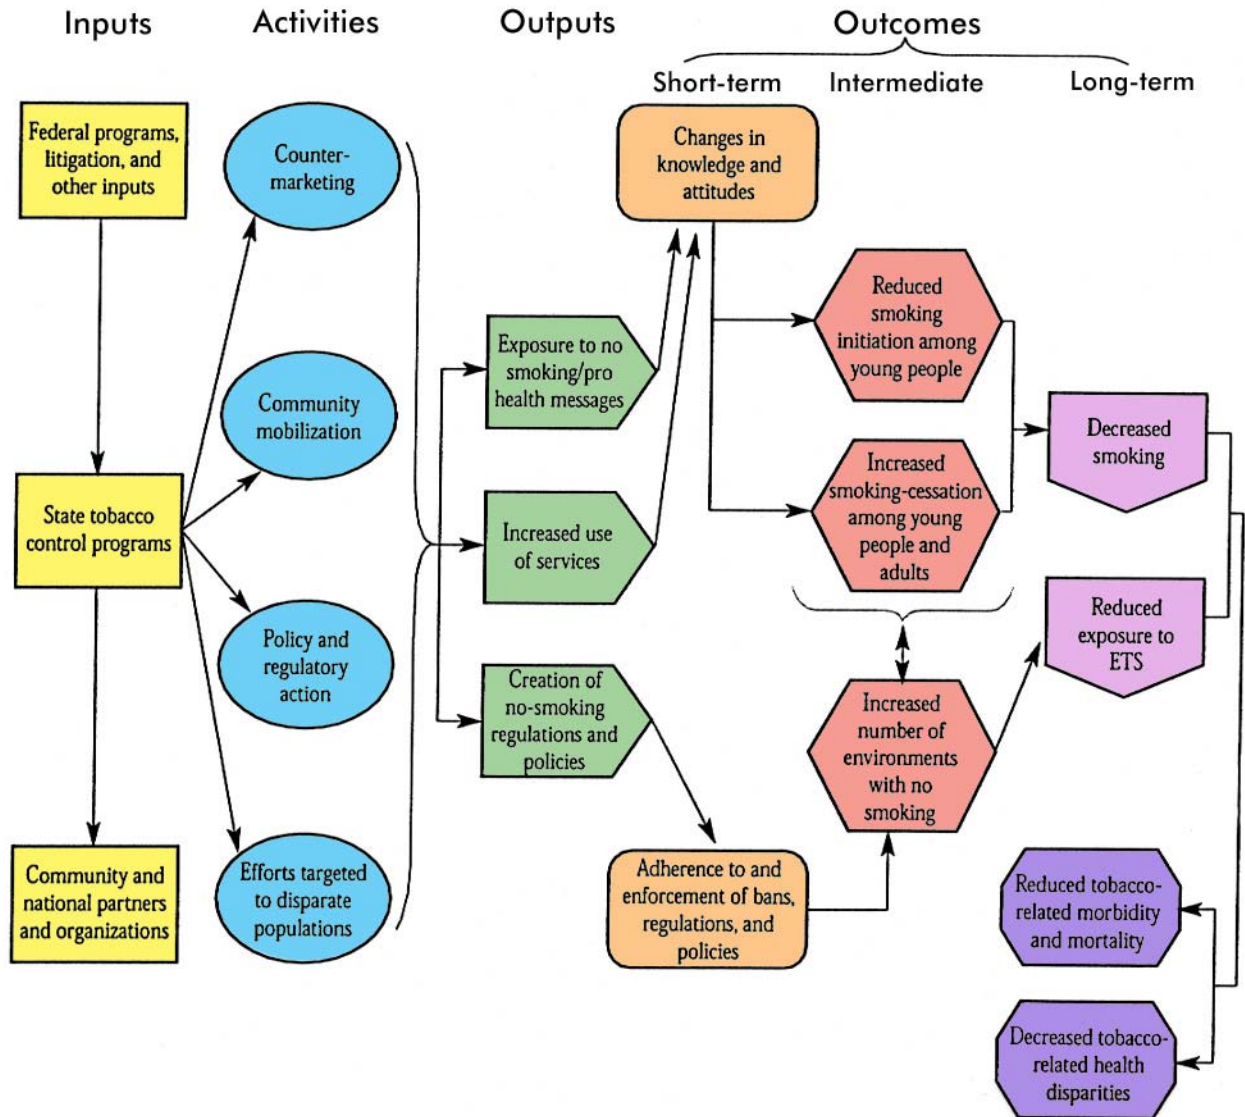 Inputs
Activities
Outputs
Outcomes
Short-term
Intermediate
Long-term
Federal programs,
litigation, and
other inputs
State tobacco
control programs
Community and
national partners
and organizations
Counter-
marketing
Community
mobilization
Policy and
regulatory
action
Efforts targeted
to disparate
populations
Exposure to no
smoking/pro
health messages
Increased use
of services
Creation of
no-smoking
regulations and
policies
Changes in
knowledge and
attitudes
Adherence to and
enforcement of bans,
regulations, and
policies
Reduced
smoking
initiation among
young people
Increased
smoking-cessation
among young
people and
adults
Increased
number of
environments
with no
smoking
Decreased
smoking
Reduced
exposure to
ETS
Reduced tobacco-
related morbidity
and mortality
Decreased tobacco-
related health
disparities